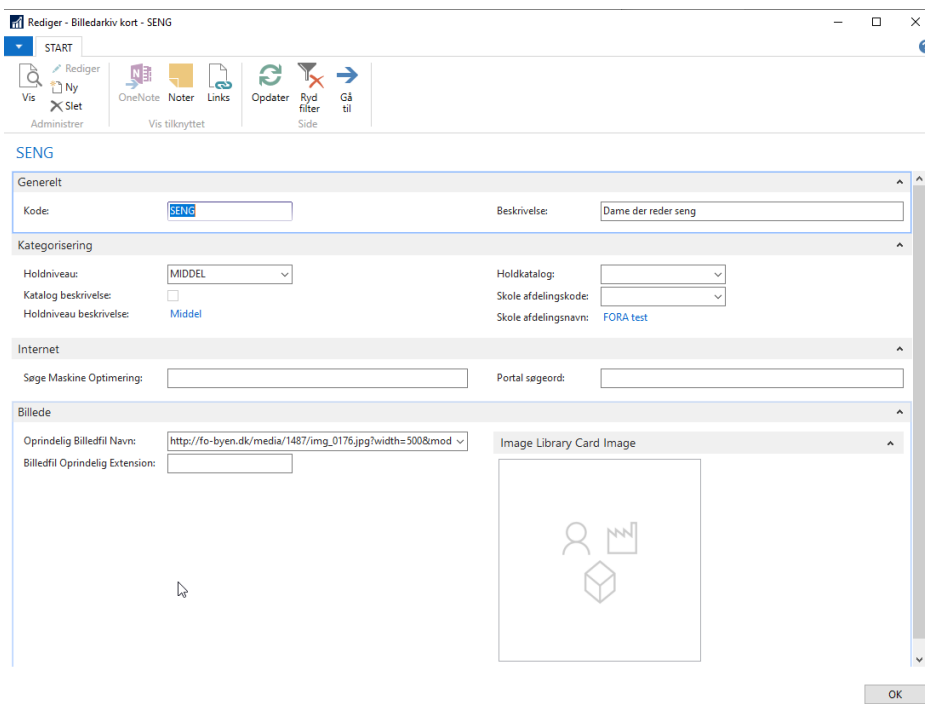 Rediger - Billedarkiv kort - SENG
START
Vis
Rediger
Ny
Slet
Administrer
OneNote
Noter
Links
Vis tilknyttet
Opdater
Ryd filter
Gå til
Side
SENG
Generelt
Kode: SENG
Beskrivelse: Dame der reder seng
Kategorisering
Holdniveau: MIDDEL
Holdkatalog:
Katalog beskrivelse:
Skole afdelingskode:
Holdniveau beskrivelse: Middel
Skole afdelingsnavn: FORA test
Internet
Søge Maskine Optimering:
Portal søgeord:
Billede
Oprindelig Billedfil Navn: http://fo-byen.dk/media/1487/img_0176.jpg?width=500&mod
Billedfil Oprindelig Extension:
Image Library Card Image
OK